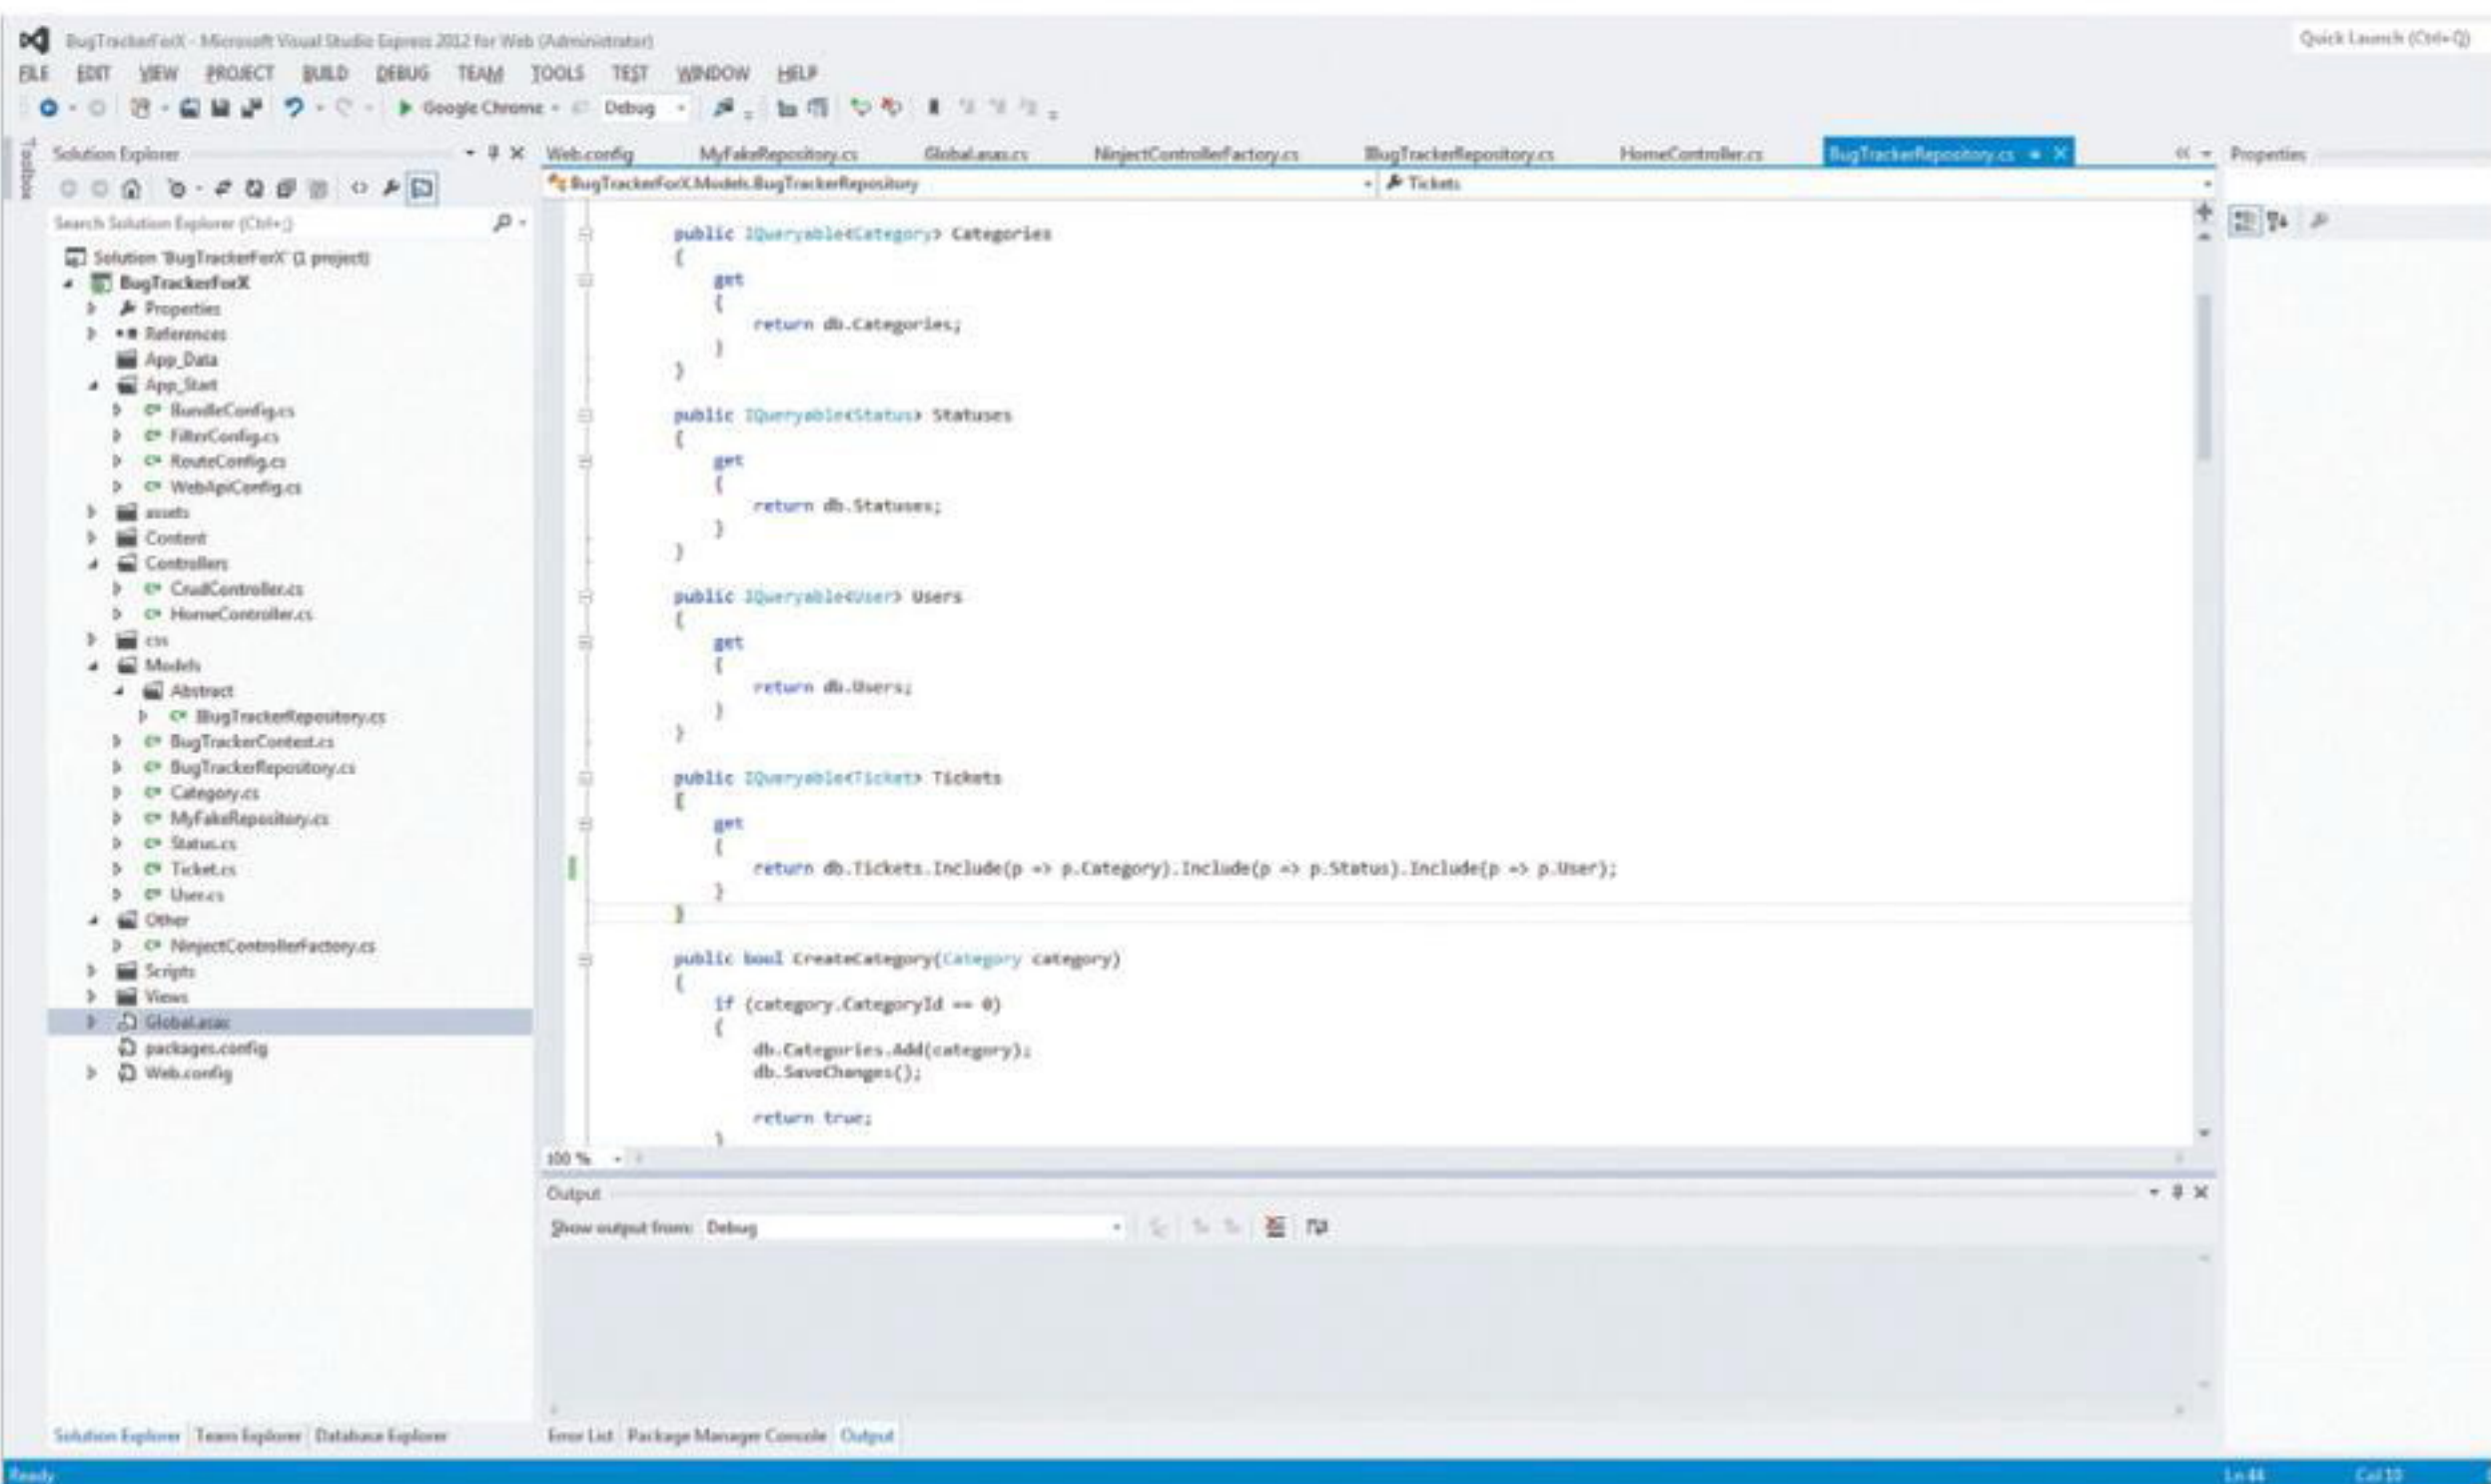 BugTrackerForX - Microsoft Visual Studio Express 2012 for Web (Administrator)
Quick Launch (Ctrl+Q)
FILE EDIT VIEW PROJECT BUILD DEBUG TEAM TOOLS TEST WINDOW HELP
Google Chrome Debug
Toolbox
Solution Explorer
Search Solution Explorer (Ctrl+;)
Solution 'BugTrackerForX' (1 project)
BugTrackerForX
Properties
References
App_Data
App_Start
BundleConfig.cs
FilterConfig.cs
RouteConfig.cs
WebApiConfig.cs
assets
Content
Controllers
CrudController.cs
HomeController.cs
css
Models
Abstract
IBugTrackerRepository.cs
BugTrackerContext.cs
BugTrackerRepository.cs
Category.cs
MyFakeRepository.cs
Status.cs
Ticket.cs
User.cs
Other
NinjectControllerFactory.cs
Scripts
Views
Global.asax
packages.config
Web.config
Solution Explorer Team Explorer Database Explorer
Web.config MyFakeRepository.cs Global.asax.cs NinjectControllerFactory.cs IBugTrackerRepository.cs HomeController.cs BugTrackerRepository.cs
BugTrackerForX.Models.BugTrackerRepository Tickets
public IQueryable<Category> Categories
{
get
{
return db.Categories;
}
}
public IQueryable<Status> Statuses
{
get
{
return db.Statuses;
}
}
public IQueryable<User> Users
{
get
{
return db.Users;
}
}
public IQueryable<Ticket> Tickets
{
get
{
return db.Tickets.Include(p => p.Category).Include(p => p.Status).Include(p => p.User);
}
}
public bool CreateCategory(Category category)
{
if (category.CategoryId == 0)
{
db.Categories.Add(category);
db.SaveChanges();
return true;
}
100 %
Output
Show output from: Debug
Error List Package Manager Console Output
Properties
Ready
Ln 44 Col 10